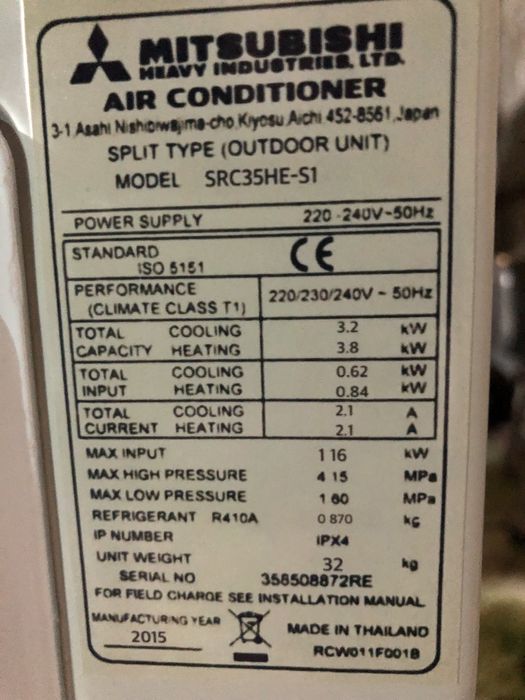 MITSUBISHI
HEAVY INDUSTRIES, LTD.
AIR CONDITIONER
3-1 Asahi Nishibiwajima-cho, Kiyosu Aichi 452-8561, Japan
SPLIT TYPE (OUTDOOR UNIT)
MODEL SRC35HE-S1
POWER SUPPLY 220-240V~50Hz
STANDARD
ISO 5151 CE
PERFORMANCE
(CLIMATE CLASS T1) 220/230/240V ~ 50Hz
TOTAL COOLING 3.2 kW
CAPACITY HEATING 3.8 kW
TOTAL COOLING 0.62 kW
INPUT HEATING 0.84 kW
TOTAL COOLING 2.1 A
CURRENT HEATING 2.1 A
MAX INPUT 1 16 kW
MAX HIGH PRESSURE 4 15 MPa
MAX LOW PRESSURE 1 60 MPa
REFRIGERANT R410A 0 870 kG
IP NUMBER IPX4
UNIT WEIGHT 32 kg
SERIAL NO 358508872RE
FOR FIELD CHARGE SEE INSTALLATION MANUAL
MANUFACTURING YEAR
2015 MADE IN THAILAND
RCW011F001B